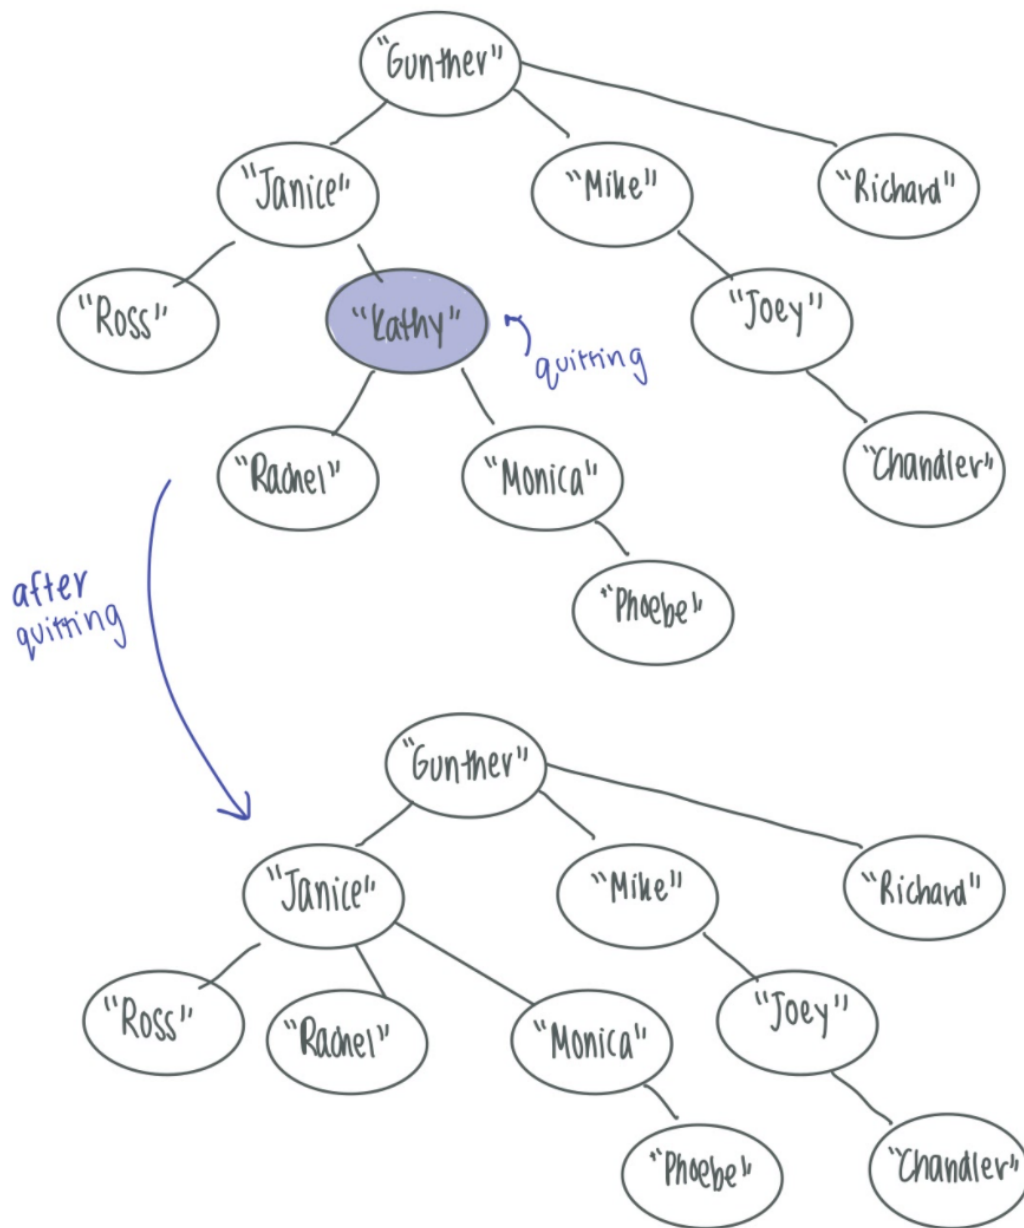 "Gunther"
"Janice"
"Mike"
"Richard"
"Ross"
"Kathy"
"Joey"
quitting
"Rachel"
"Monica"
"Chandler"
"Phoebe"
after
quitting
"Gunther"
"Janice"
"Mike"
"Richard"
"Ross"
"Rachel"
"Monica"
"Joey"
"Phoebe"
"Chandler"